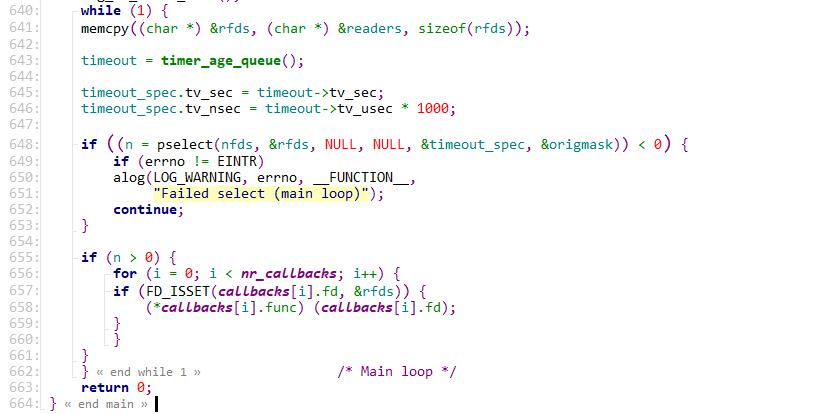 640: while (1) {
641: memcpy((char *) &rfds, (char *) &readers, sizeof(rfds));
642:
643: timeout = timer_age_queue();
644:
645: timeout_spec.tv_sec = timeout->tv_sec;
646: timeout_spec.tv_nsec = timeout->tv_usec * 1000;
647:
648: if ((n = pselect(nfds, &rfds, NULL, NULL, &timeout_spec, &origmask)) < 0) {
649: if (errno != EINTR)
650: alog(LOG_WARNING, errno, __FUNCTION__,
651: "Failed select (main loop)");
652: continue;
653: }
654:
655: if (n > 0) {
656: for (i = 0; i < nr_callbacks; i++) {
657: if (FD_ISSET(callbacks[i].fd, &rfds)) {
658: (*callbacks[i].func) (callbacks[i].fd);
659: }
660: }
661: }
662: } « end while 1 » /* Main loop */
663: return 0;
664: } « end main »